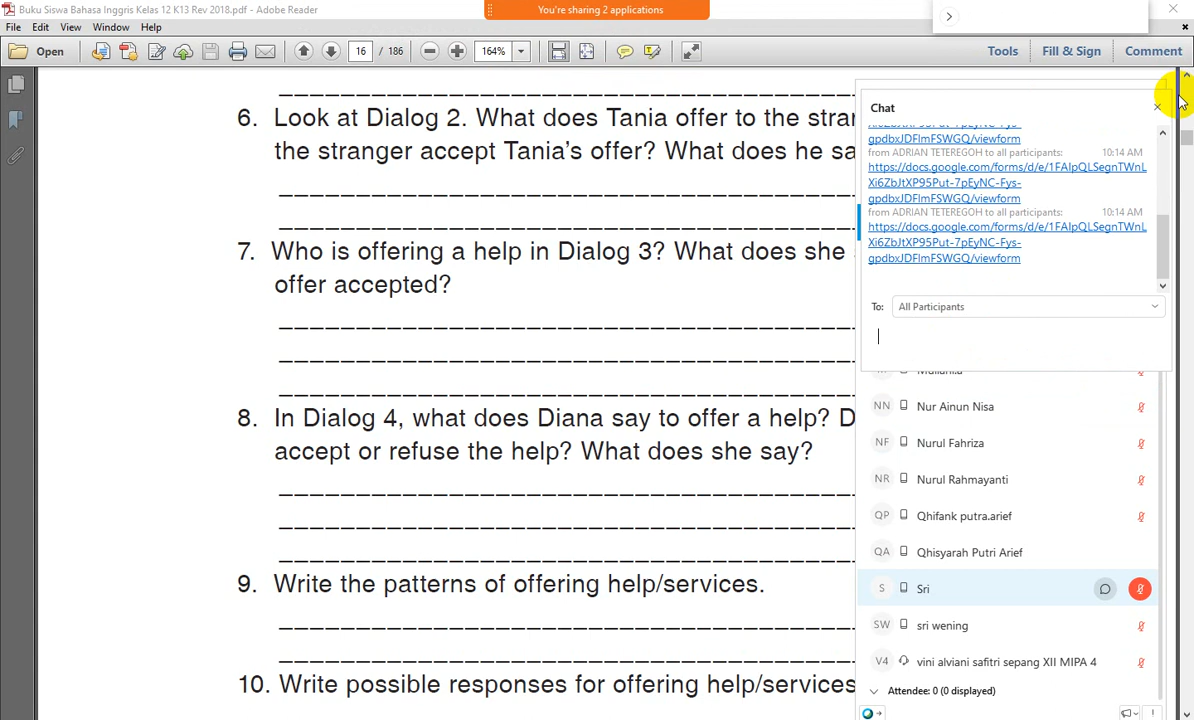 Buku Siswa Bahasa Inggris Kelas 12 K13 Rev 2018.pdf - Adobe Reader
You're sharing 2 applications
File Edit View Window Help
Open 16 / 186 164% Tools Fill & Sign Comment
6. Look at Dialog 2. What does Tania offer to the stran
the stranger accept Tania's offer? What does he sa
7. Who is offering a help in Dialog 3? What does she
offer accepted?
8. In Dialog 4, what does Diana say to offer a help? D
accept or refuse the help? What does she say?
9. Write the patterns of offering help/services.
10. Write possible responses for offering help/services
Chat
gpdbxJDFlmFSWGQ/viewform
from ADRIAN TETEREGOH to all participants: 10:14 AM
https://docs.google.com/forms/d/e/1FAIpQLSegnTWnL
Xi6ZbJtXP95Put-7pEyNC-Fys-
gpdbxJDFlmFSWGQ/viewform
from ADRIAN TETEREGOH to all participants: 10:14 AM
https://docs.google.com/forms/d/e/1FAIpQLSegnTWnL
Xi6ZbJtXP95Put-7pEyNC-Fys-
gpdbxJDFlmFSWGQ/viewform
To: All Participants
NN Nur Ainun Nisa
NF Nurul Fahriza
NR Nurul Rahmayanti
QP Qhifank putra.arief
QA Qhisyarah Putri Arief
S Sri
SW sri wening
V4 vini alviani safitri sepang XII MIPA 4
Attendee: 0 (0 displayed)